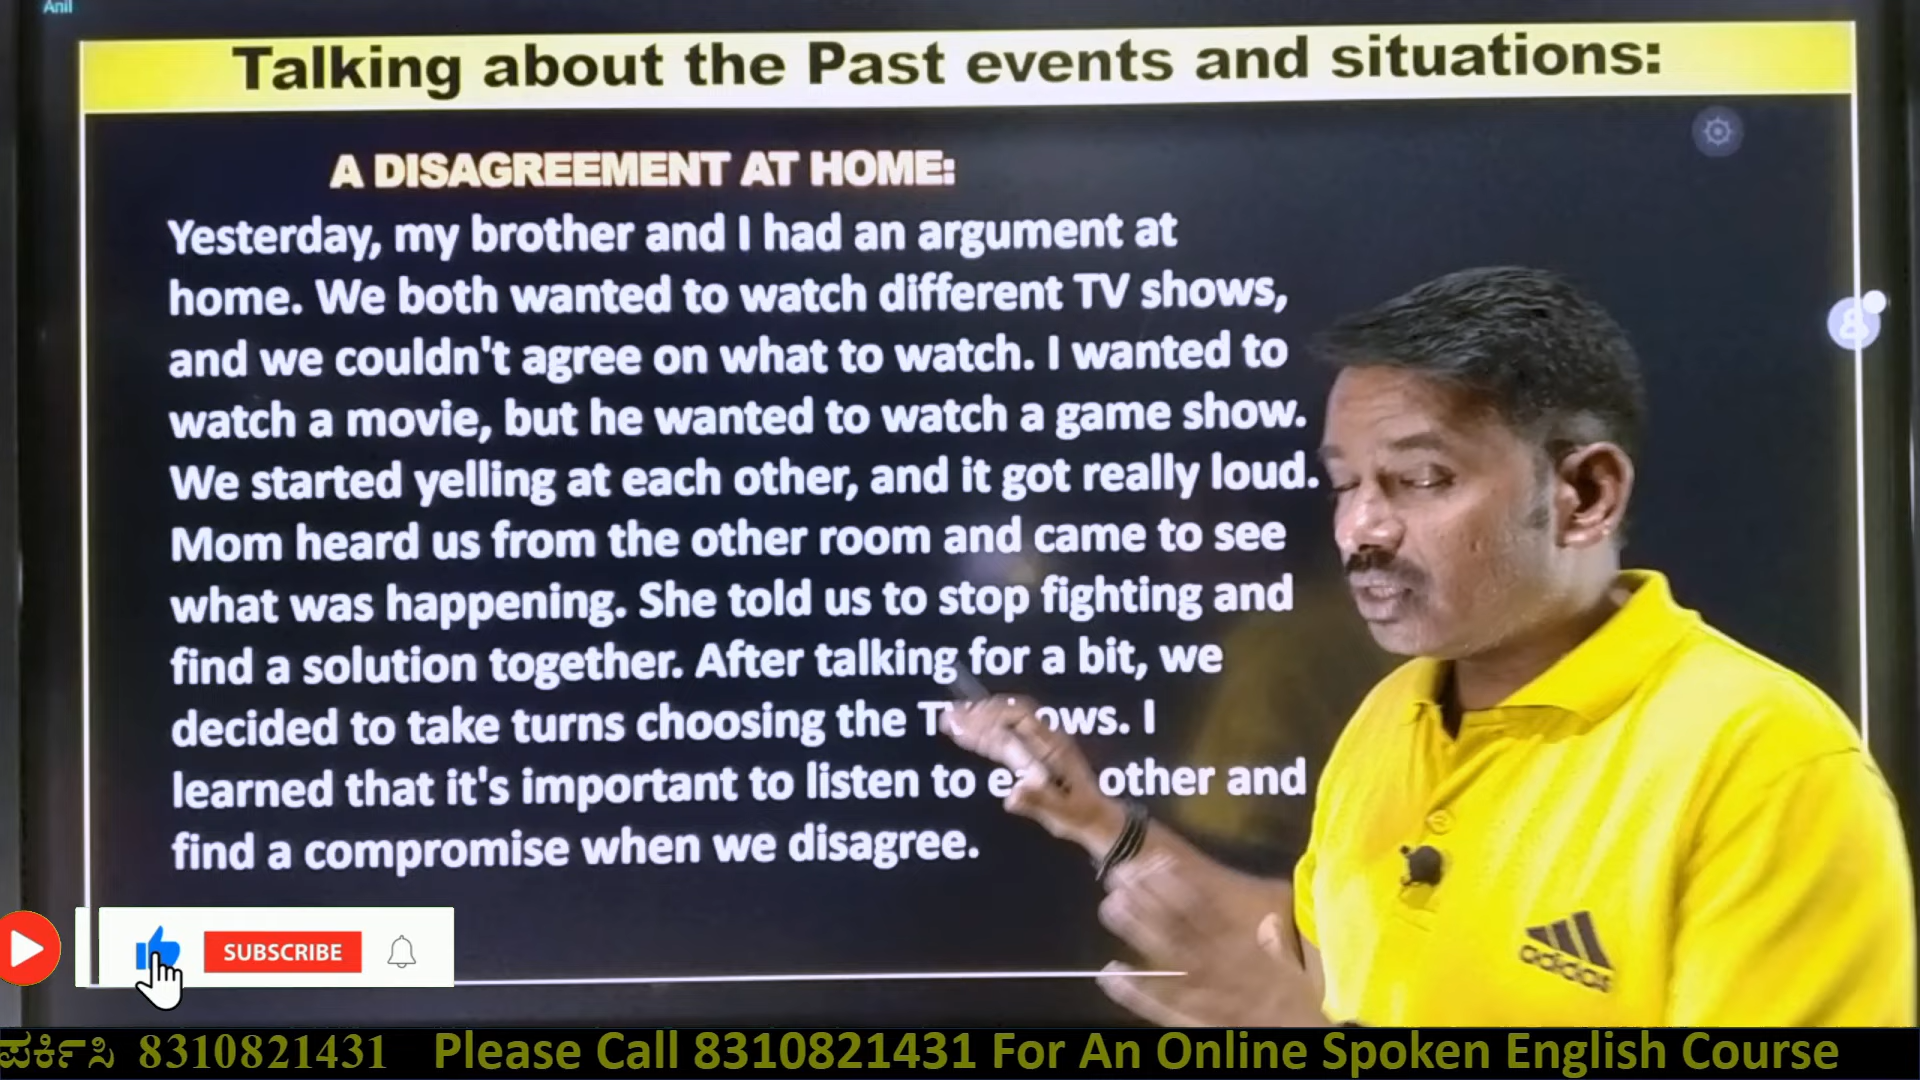 Anil
Talking about the Past events and situations:
A DISAGREEMENT AT HOME:
Yesterday, my brother and I had an argument at
home. We both wanted to watch different TV shows,
and we couldn't agree on what to watch. I wanted to
watch a movie, but he wanted to watch a game show.
We started yelling at each other, and it got really loud.
Mom heard us from the other room and came to see
what was happening. She told us to stop fighting and
find a solution together. After talking for a bit, we
decided to take turns choosing the TV shows. I
learned that it's important to listen to each other and
find a compromise when we disagree.
adidas
SUBSCRIBE
8310821431 Please Call 8310821431 For An Online Spoken English Course